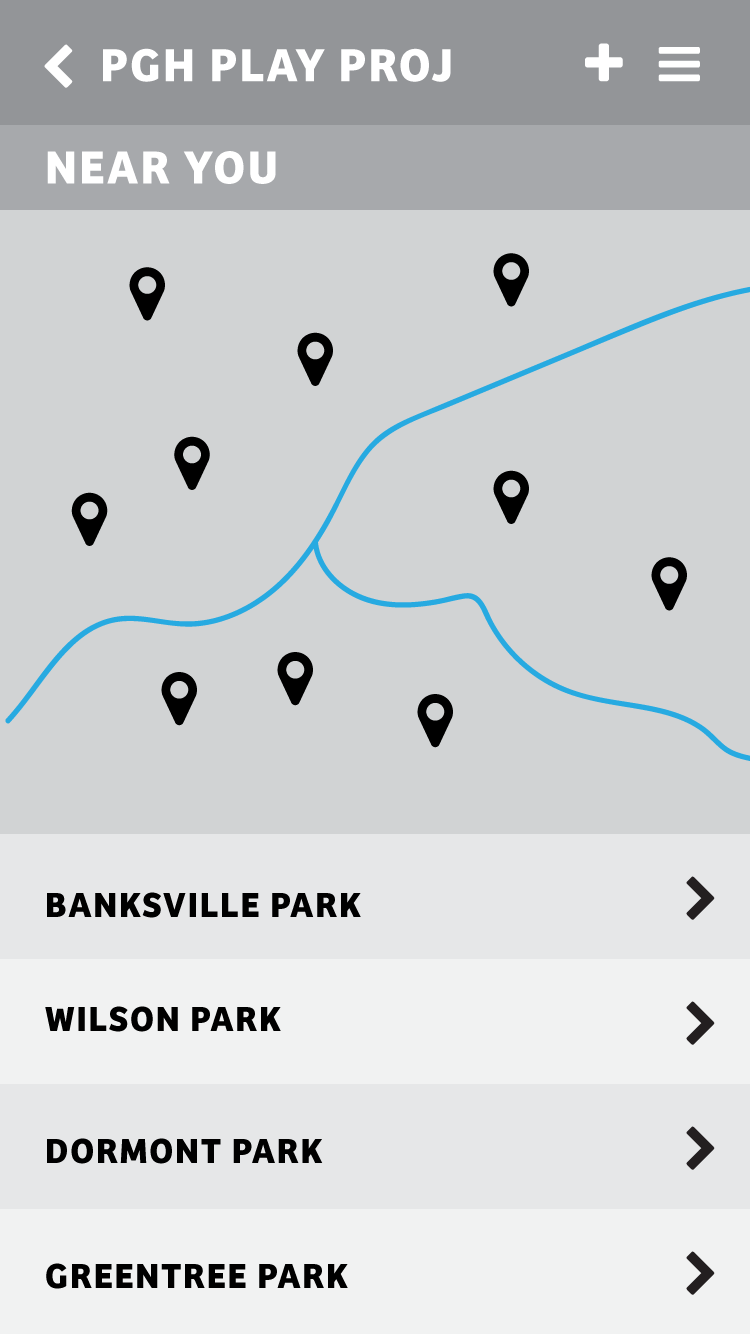 PGH PLAY PROJ
NEAR YOU
BANKSVILLE PARK
WILSON PARK
DORMONT PARK
GREENTREE PARK